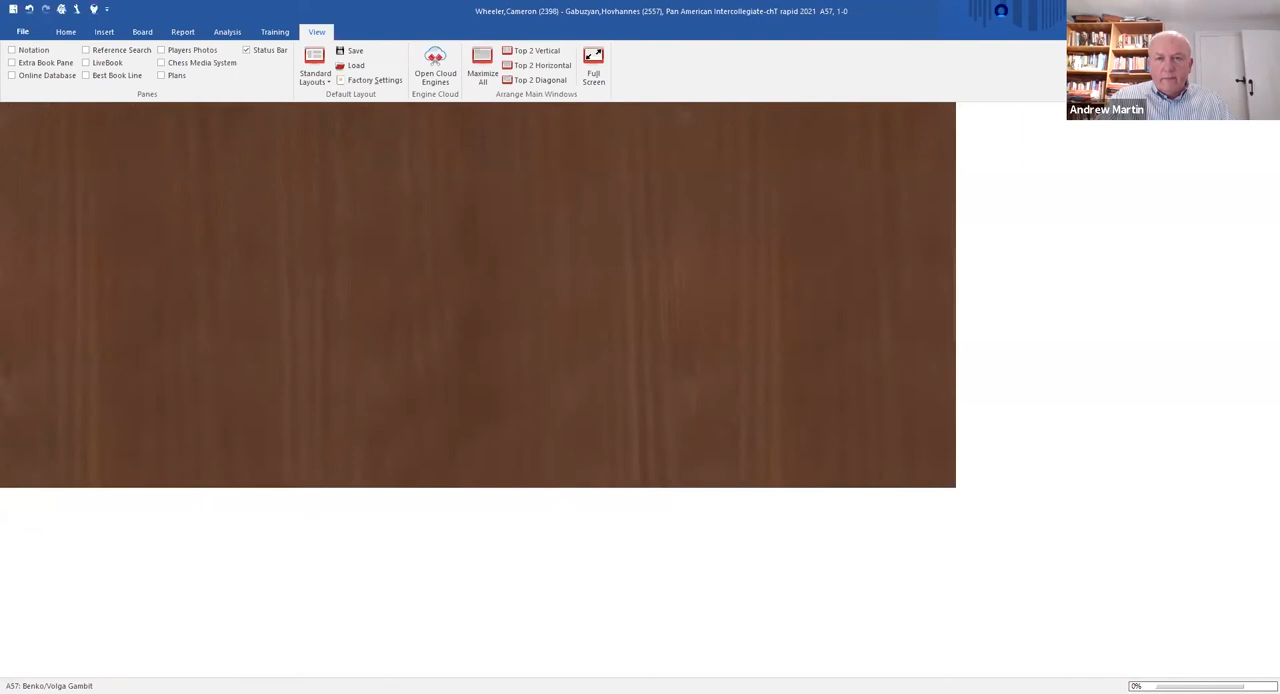 Wheeler,Cameron (2398) - Gabuzyan,Hovhannes (2557), Pan American Intercollegiate-chT rapid 2021 A57, 1-0
File Home Insert Board Report Analysis Training View
Notation Reference Search Players Photos Status Bar
Extra Book Pane LiveBook Chess Media System
Online Database Best Book Line Plans
Panes
Standard Layouts
Save
Load
Factory Settings
Default Layout
Open Cloud Engines
Engine Cloud
Maximize All
Top 2 Vertical
Top 2 Horizontal
Top 2 Diagonal
Arrange Main Windows
Full Screen
Andrew Martin
A57: Benko/Volga Gambit
0%